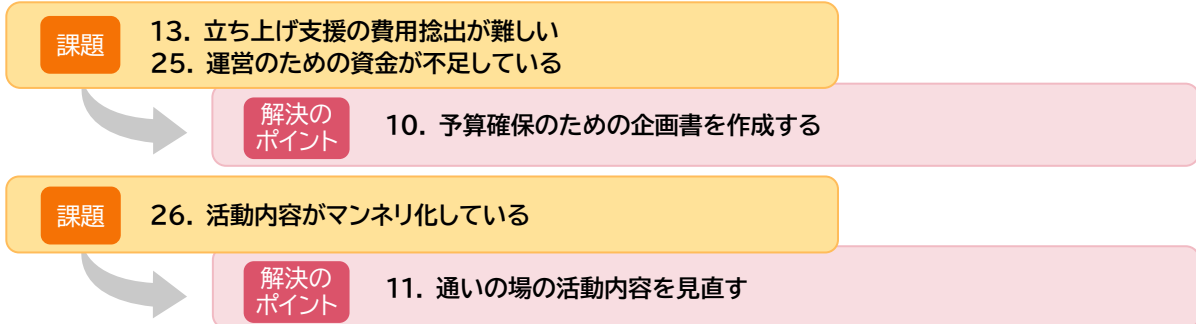 課題
13. 立ち上げ支援の費用捻出が難しい
25. 運営のための資金が不足している
解決の
ポイント
10. 予算確保のための企画書を作成する
課題
26. 活動内容がマンネリ化している
解決の
ポイント
11. 通いの場の活動内容を見直す